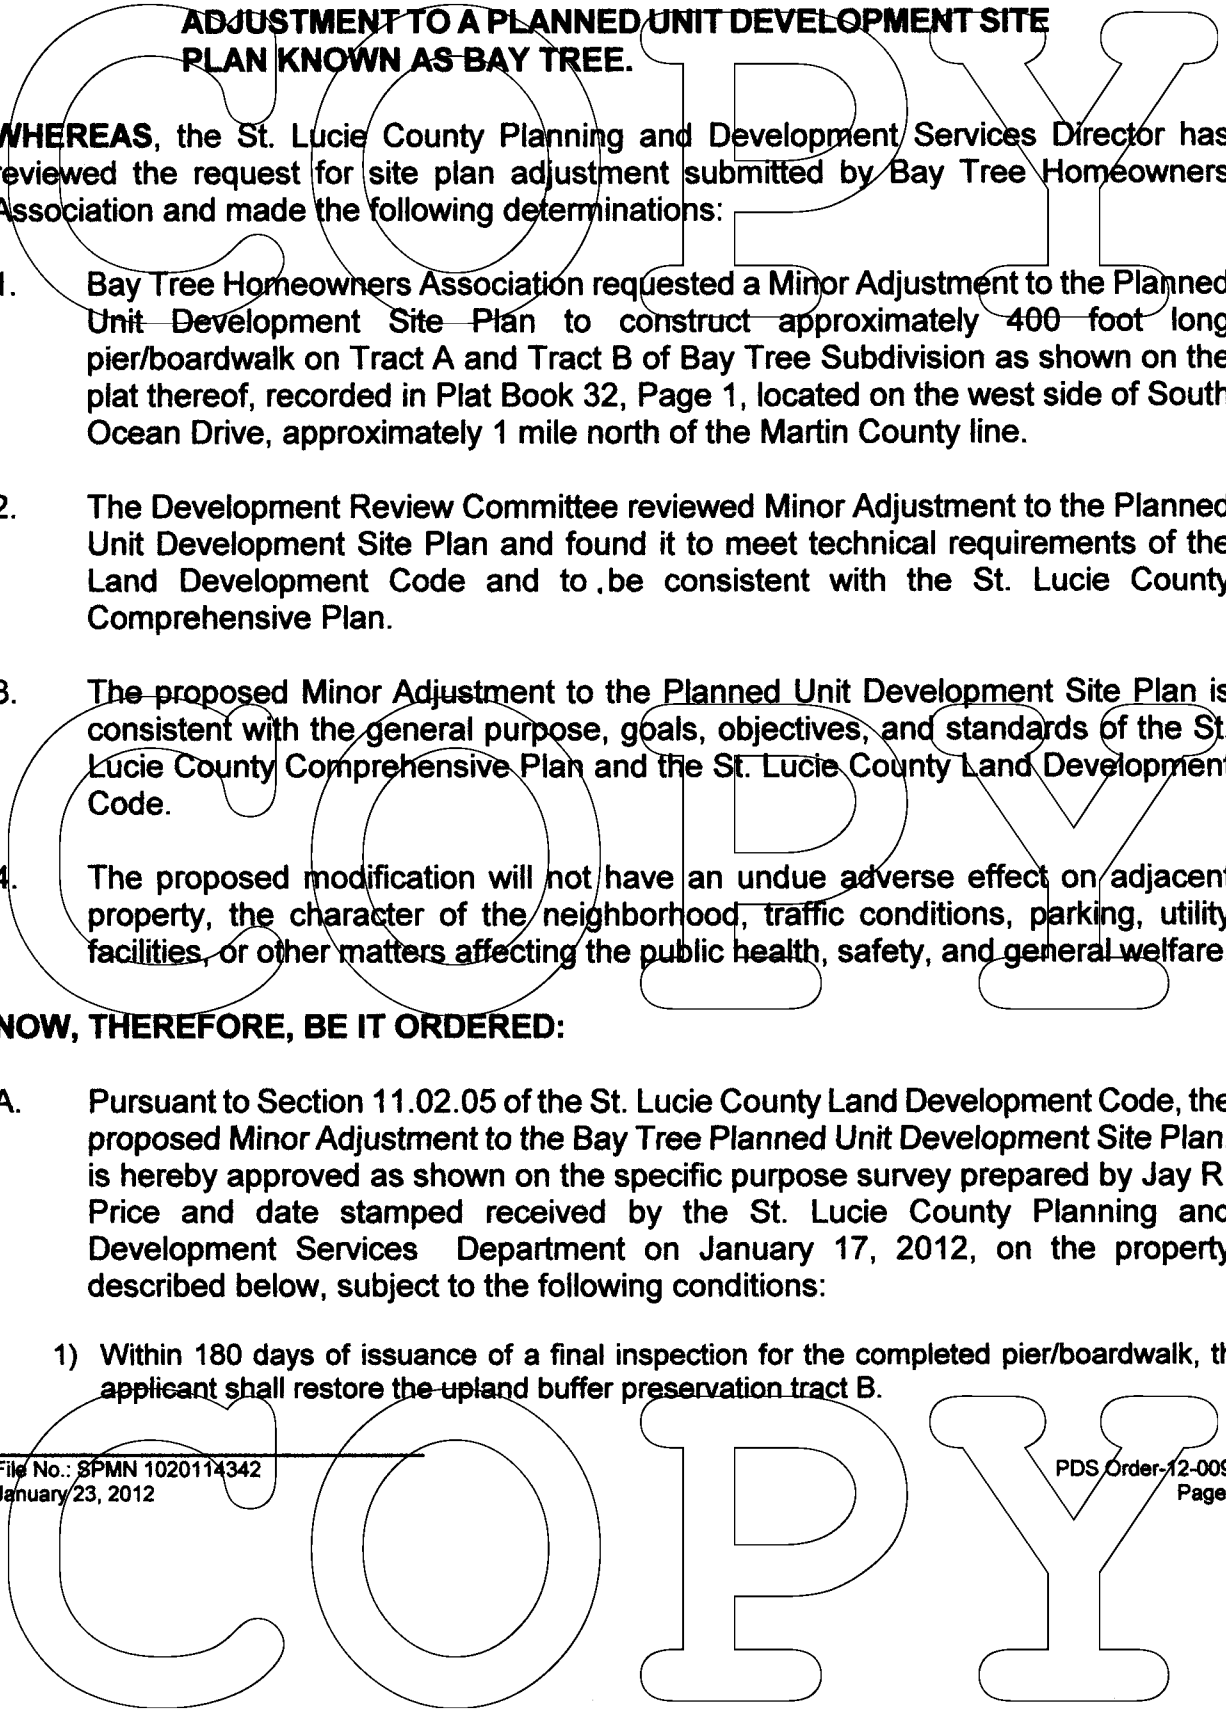 ADJUSTMENT TO A PLANNED UNIT DEVELOPMENT SITE
PLAN KNOWN AS BAY TREE.
WHEREAS, the St. Lucie County Planning and Development Services Director has
reviewed the request for site plan adjustment submitted by Bay Tree Homeowners
Association and made the following determinations:
1. Bay Tree Homeowners Association requested a Minor Adjustment to the Planned
Unit Development Site Plan to construct approximately 400 foot long
pier/boardwalk on Tract A and Tract B of Bay Tree Subdivision as shown on the
plat thereof, recorded in Plat Book 32, Page 1, located on the west side of South
Ocean Drive, approximately 1 mile north of the Martin County line.
2. The Development Review Committee reviewed Minor Adjustment to the Planned
Unit Development Site Plan and found it to meet technical requirements of the
Land Development Code and to .be consistent with the St. Lucie County
Comprehensive Plan.
3. The proposed Minor Adjustment to the Planned Unit Development Site Plan is
consistent with the general purpose, goals, objectives, and standards of the St.
Lucie County Comprehensive Plan and the St. Lucie County Land Development
Code.
4. The proposed modification will not have an undue adverse effect on adjacent
property, the character of the neighborhood, traffic conditions, parking, utility
facilities, or other matters affecting the public health, safety, and general welfare
NOW, THEREFORE, BE IT ORDERED:
A. Pursuant to Section 11.02.05 of the St. Lucie County Land Development Code, the
proposed Minor Adjustment to the Bay Tree Planned Unit Development Site Plan
is hereby approved as shown on the specific purpose survey prepared by Jay R
Price and date stamped received by the St. Lucie County Planning and
Development Services Department on January 17, 2012, on the property
described below, subject to the following conditions:
1) Within 180 days of issuance of a final inspection for the completed pier/boardwalk, th
applicant shall restore the upland buffer preservation tract B.
File No.: SPMN 1020114342
PDS Order-12-009
January 23, 2012
Page
COPY
COPY
COPY